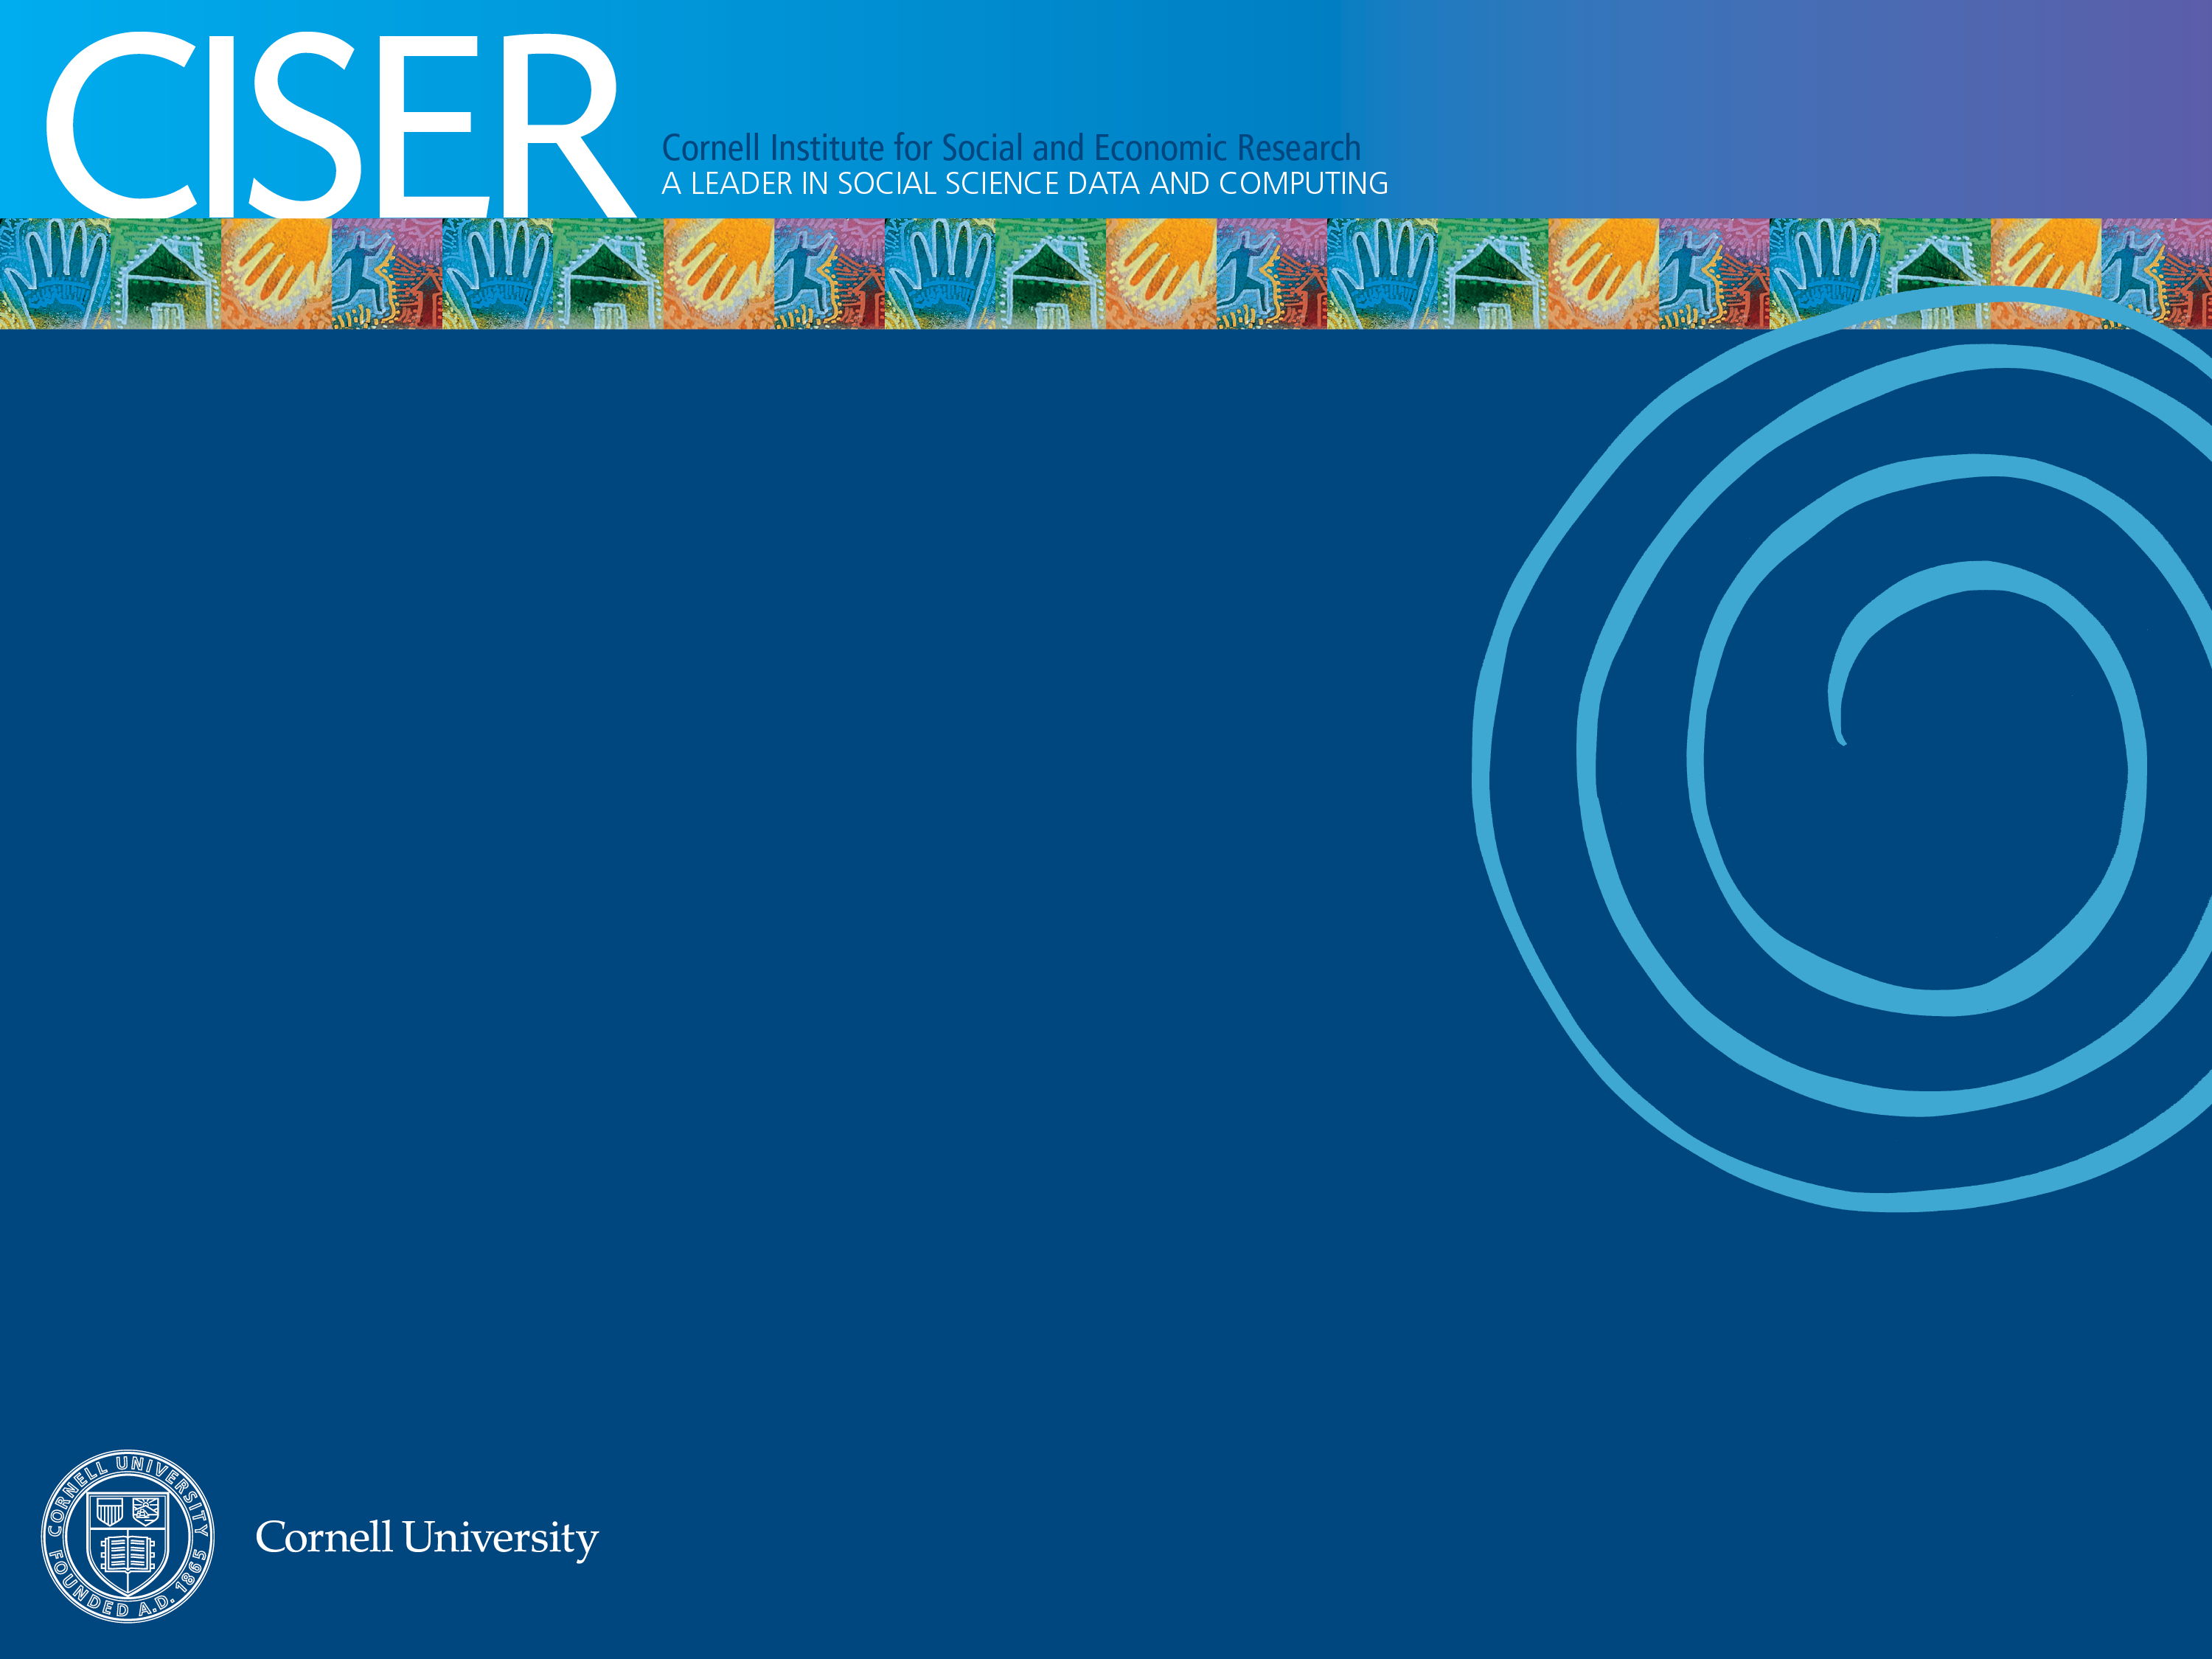 CISER
Cornell Institute for Social and Economic Research
A LEADER IN SOCIAL SCIENCE DATA AND COMPUTING
CORNELL UNIVERSITY
FOUNDED A.D. 1865
Cornell University